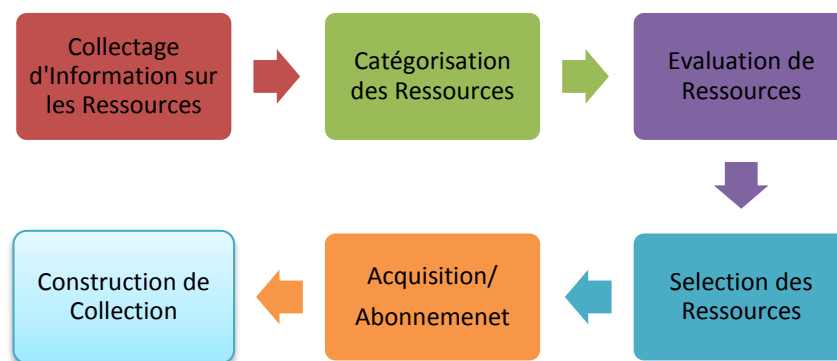 Collectage
d'Information sur
les Ressources
Catégorisation
des Ressources
Evaluation de
Ressources
Selection des
Ressources
Acquisition/
Abonnemenet
Construction de
Collection